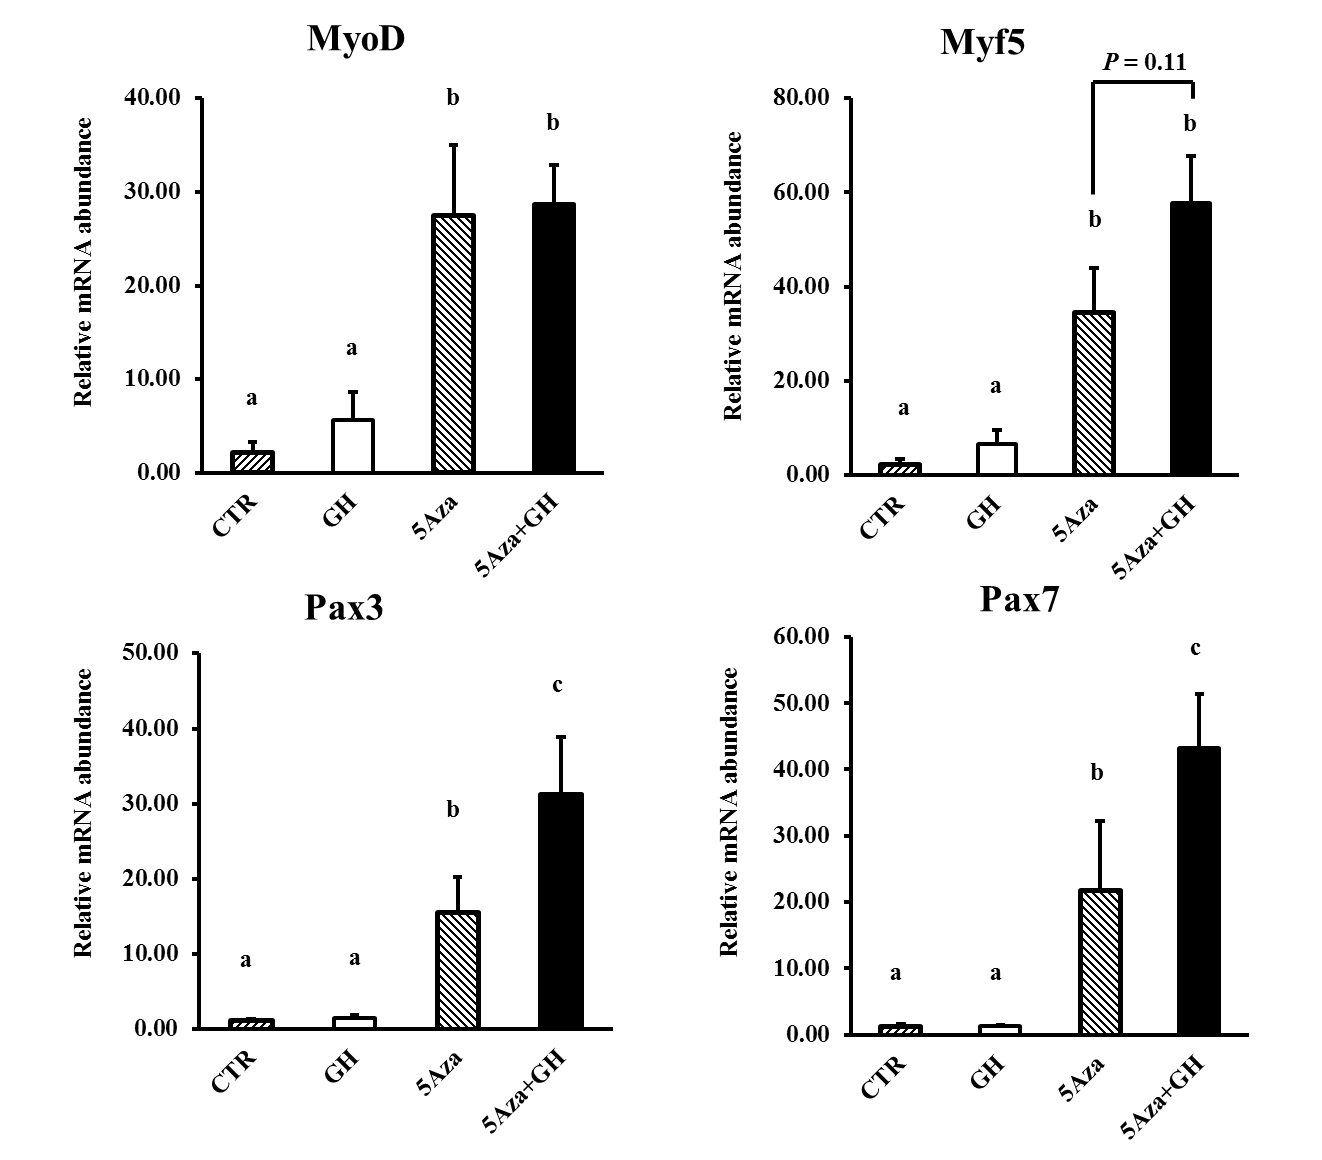 MyoD
Relative mRNA abundance
40.00
30.00
20.00
10.00
0.00
b
b
a
a
CTR
GH
5Aza
5Aza+GH
Myf5
P = 0.11
Relative mRNA abundance
80.00
60.00
40.00
20.00
0.00
b
b
a
a
CTR
GH
5Aza
5Aza+GH
Pax3
Relative mRNA abundance
50.00
40.00
30.00
20.00
10.00
0.00
c
b
a
a
CTR
GH
5Aza
5Aza+GH
Pax7
Relative mRNA abundance
60.00
50.00
40.00
30.00
20.00
10.00
0.00
c
b
a
a
CTR
GH
5Aza
5Aza+GH